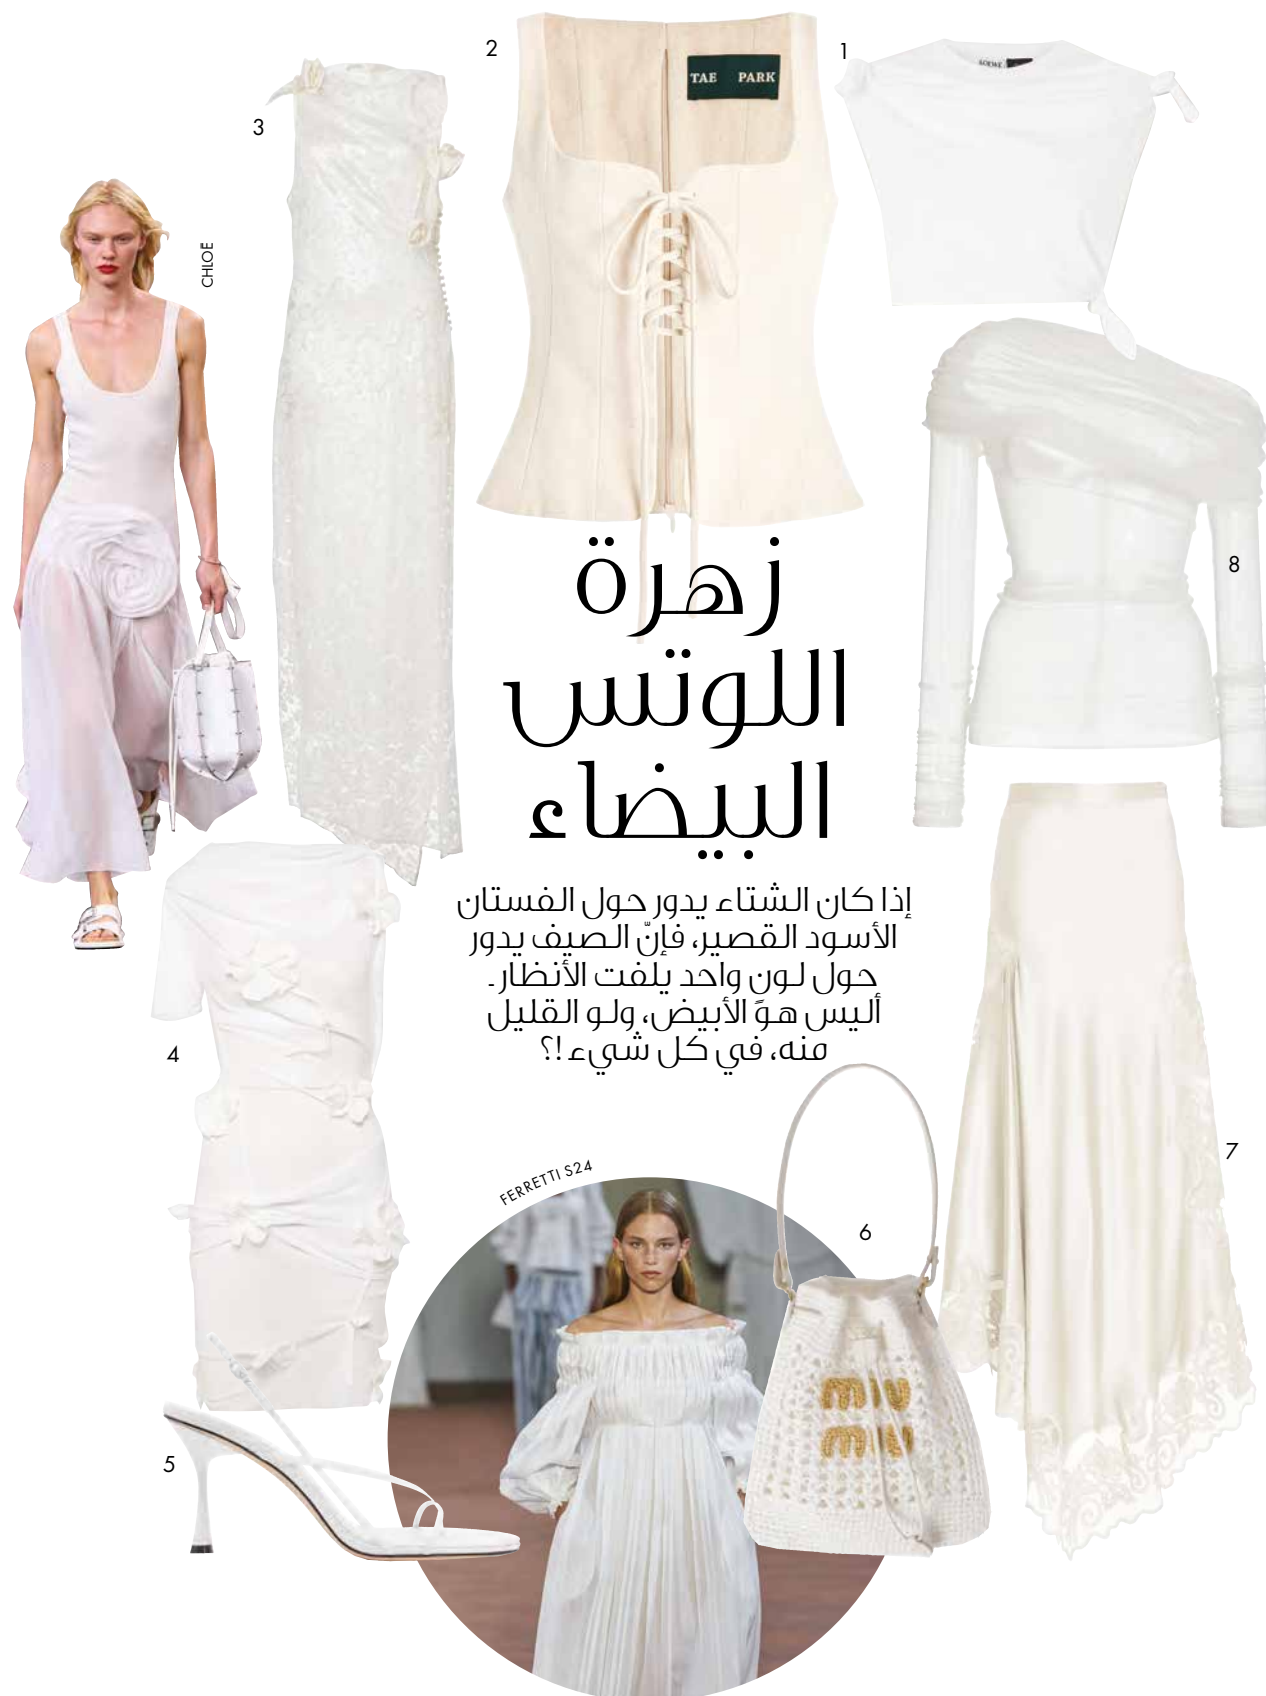 زهرة
اللوتس
البيضاء
إذا كان الشتاء يدور حول الفستان
الأسود القصير، فإنّ الصيف يدور
حول لون واحد يلفت الأنظار.
أليس هوَ الأبيض، ولو القليل
منه، في كل شيء!؟
1
LOEWE
2
TAE PARK
3
CHLOÉ
4
5
FERRETTI S24
6
miu
miu
7
8